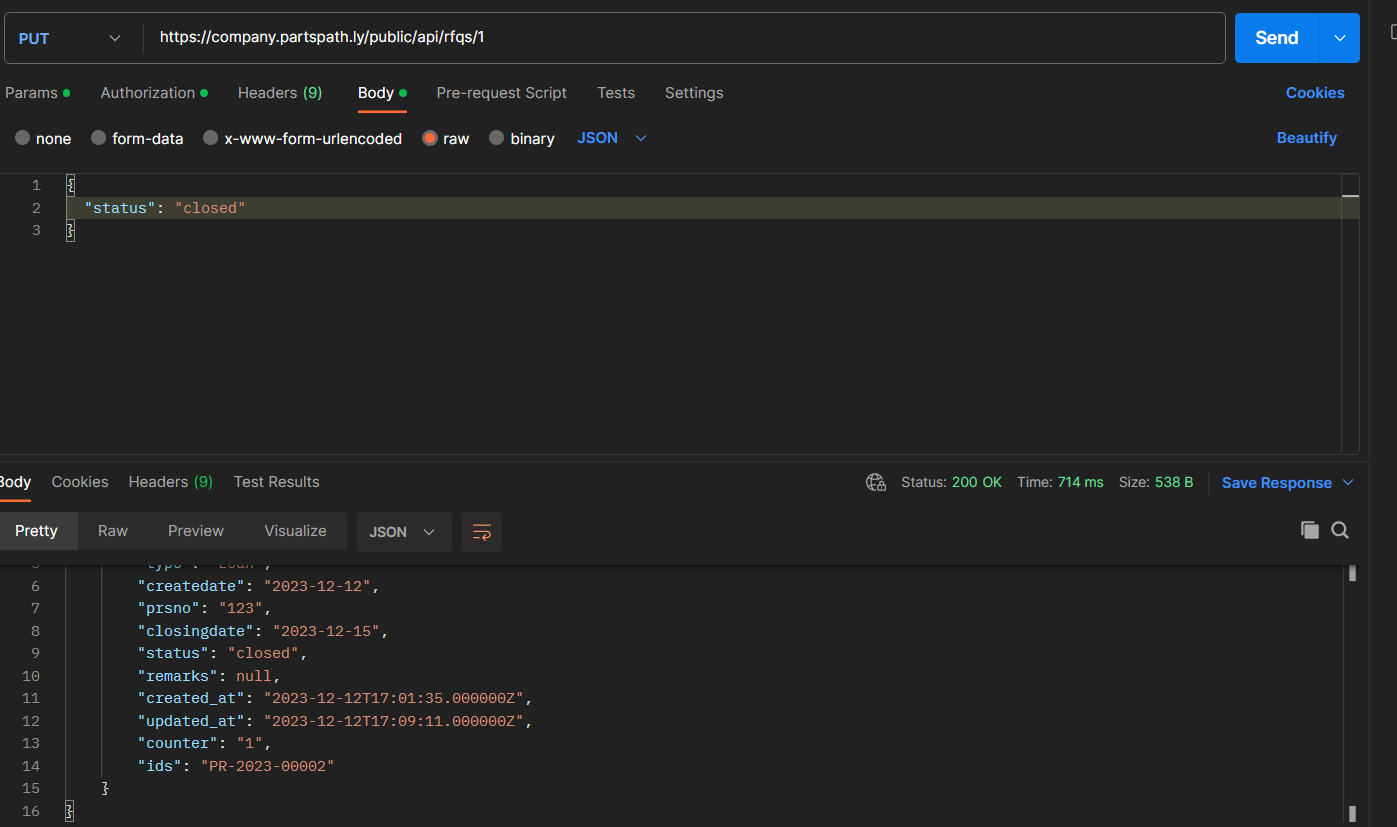 PUT https://company.partspath.ly/public/api/rfqs/1 Send
Params Authorization Headers (9) Body Pre-request Script Tests Settings Cookies
none form-data x-www-form-urlencoded raw binary JSON Beautify
1 {
2 "status": "closed"
3 }
Body Cookies Headers (9) Test Results Status: 200 OK Time: 714 ms Size: 538 B Save Response
Pretty Raw Preview Visualize JSON
5 "type": "Loan",
6 "createdate": "2023-12-12",
7 "prsno": "123",
8 "closingdate": "2023-12-15",
9 "status": "closed",
10 "remarks": null,
11 "created_at": "2023-12-12T17:01:35.000000Z",
12 "updated_at": "2023-12-12T17:09:11.000000Z",
13 "counter": "1",
14 "ids": "PR-2023-00002"
15 }
16 }